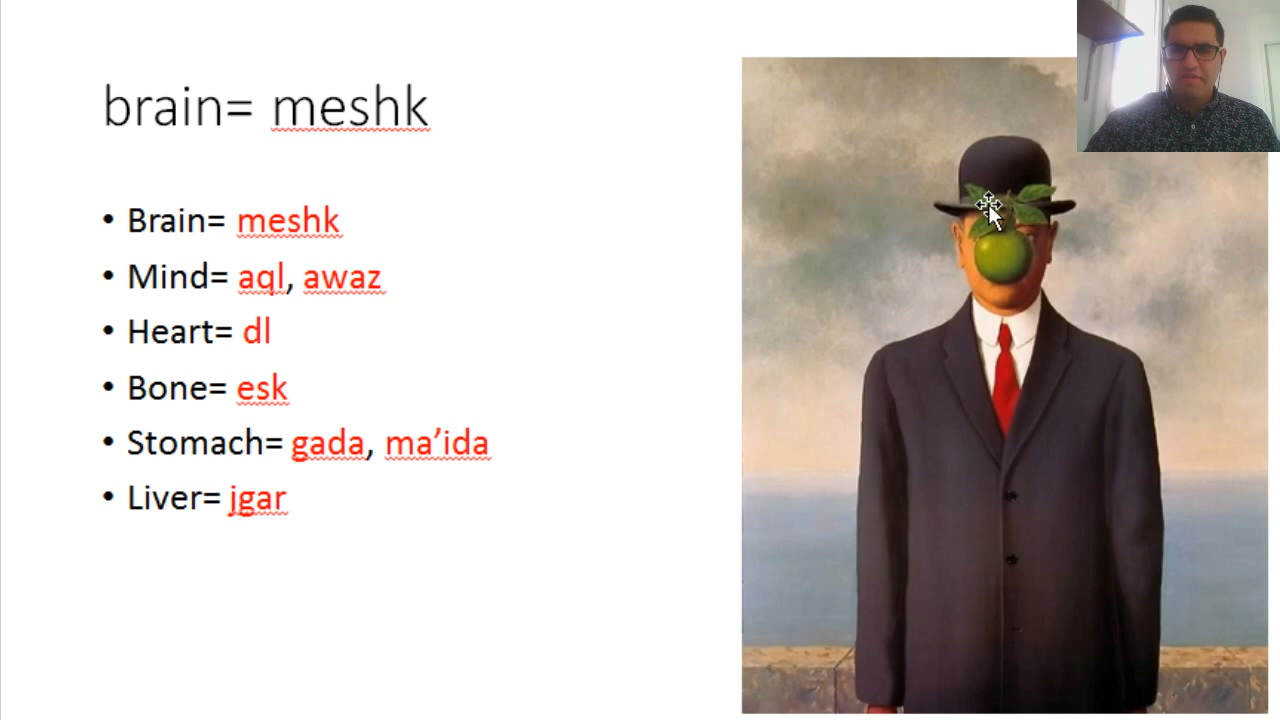 brain= meshk
• Brain= meshk
• Mind= aql, awaz
• Heart= dl
• Bone= esk
• Stomach= gada, ma’ida
• Liver= jgar